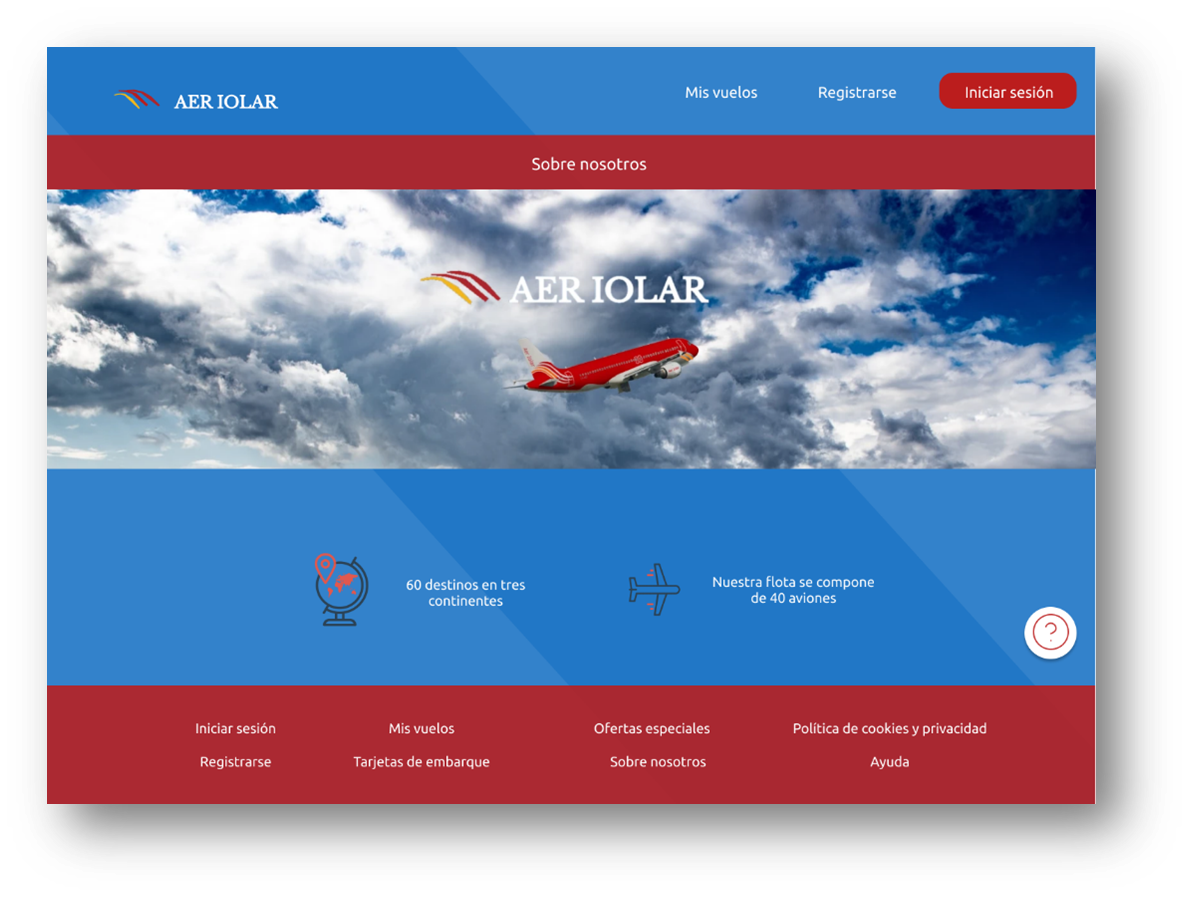 AER IOLAR
Mis vuelos
Registrarse
Iniciar sesión
Sobre nosotros
AER IOLAR
60 destinos en tres
continentes
Nuestra flota se compone
de 40 aviones
?
Iniciar sesión
Mis vuelos
Ofertas especiales
Política de cookies y privacidad
Registrarse
Tarjetas de embarque
Sobre nosotros
Ayuda